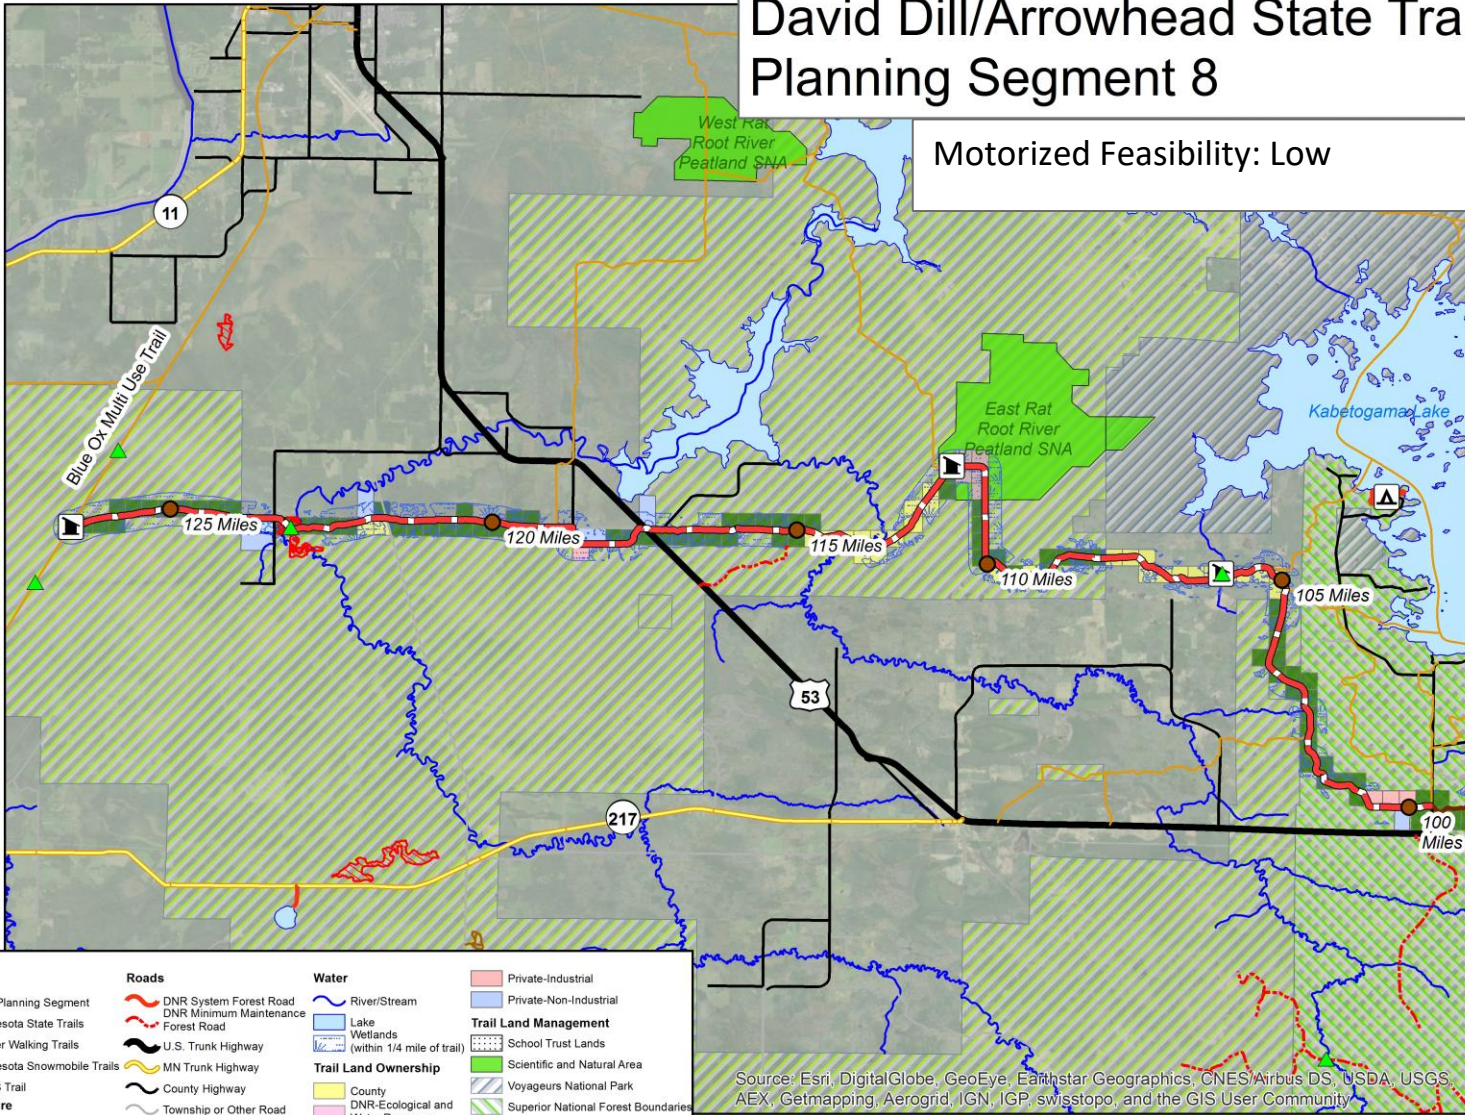 David Dill/Arrowhead State Tra
Planning Segment 8
Motorized Feasibility: Low
West Rat
Root River
Peatland SNA
11
Blue Ox Multi Use Trail
East Rat
Root River
Peatland SNA
Kabetogama Lake
125 Miles
120 Miles
115 Miles
110 Miles
105 Miles
53
217
100
Miles
Planning Segment
esota State Trails
er Walking Trails
esota Snowmobile Trails
Trail
re
Roads
DNR System Forest Road
DNR Minimum Maintenance
Forest Road
U.S. Trunk Highway
MN Trunk Highway
County Highway
Township or Other Road
Water
River/Stream
Lake
Wetlands
(within 1/4 mile of trail)
Trail Land Ownership
County
DNR-Ecological and
Private-Industrial
Private-Non-Industrial
Trail Land Management
School Trust Lands
Scientific and Natural Area
Voyageurs National Park
Superior National Forest Boundaries
Source: Esri, DigitalGlobe, GeoEye, Earthstar Geographics, CNES/Airbus DS, USDA, USGS,
AEX, Getmapping, Aerogrid, IGN, IGP, swisstopo, and the GIS User Community